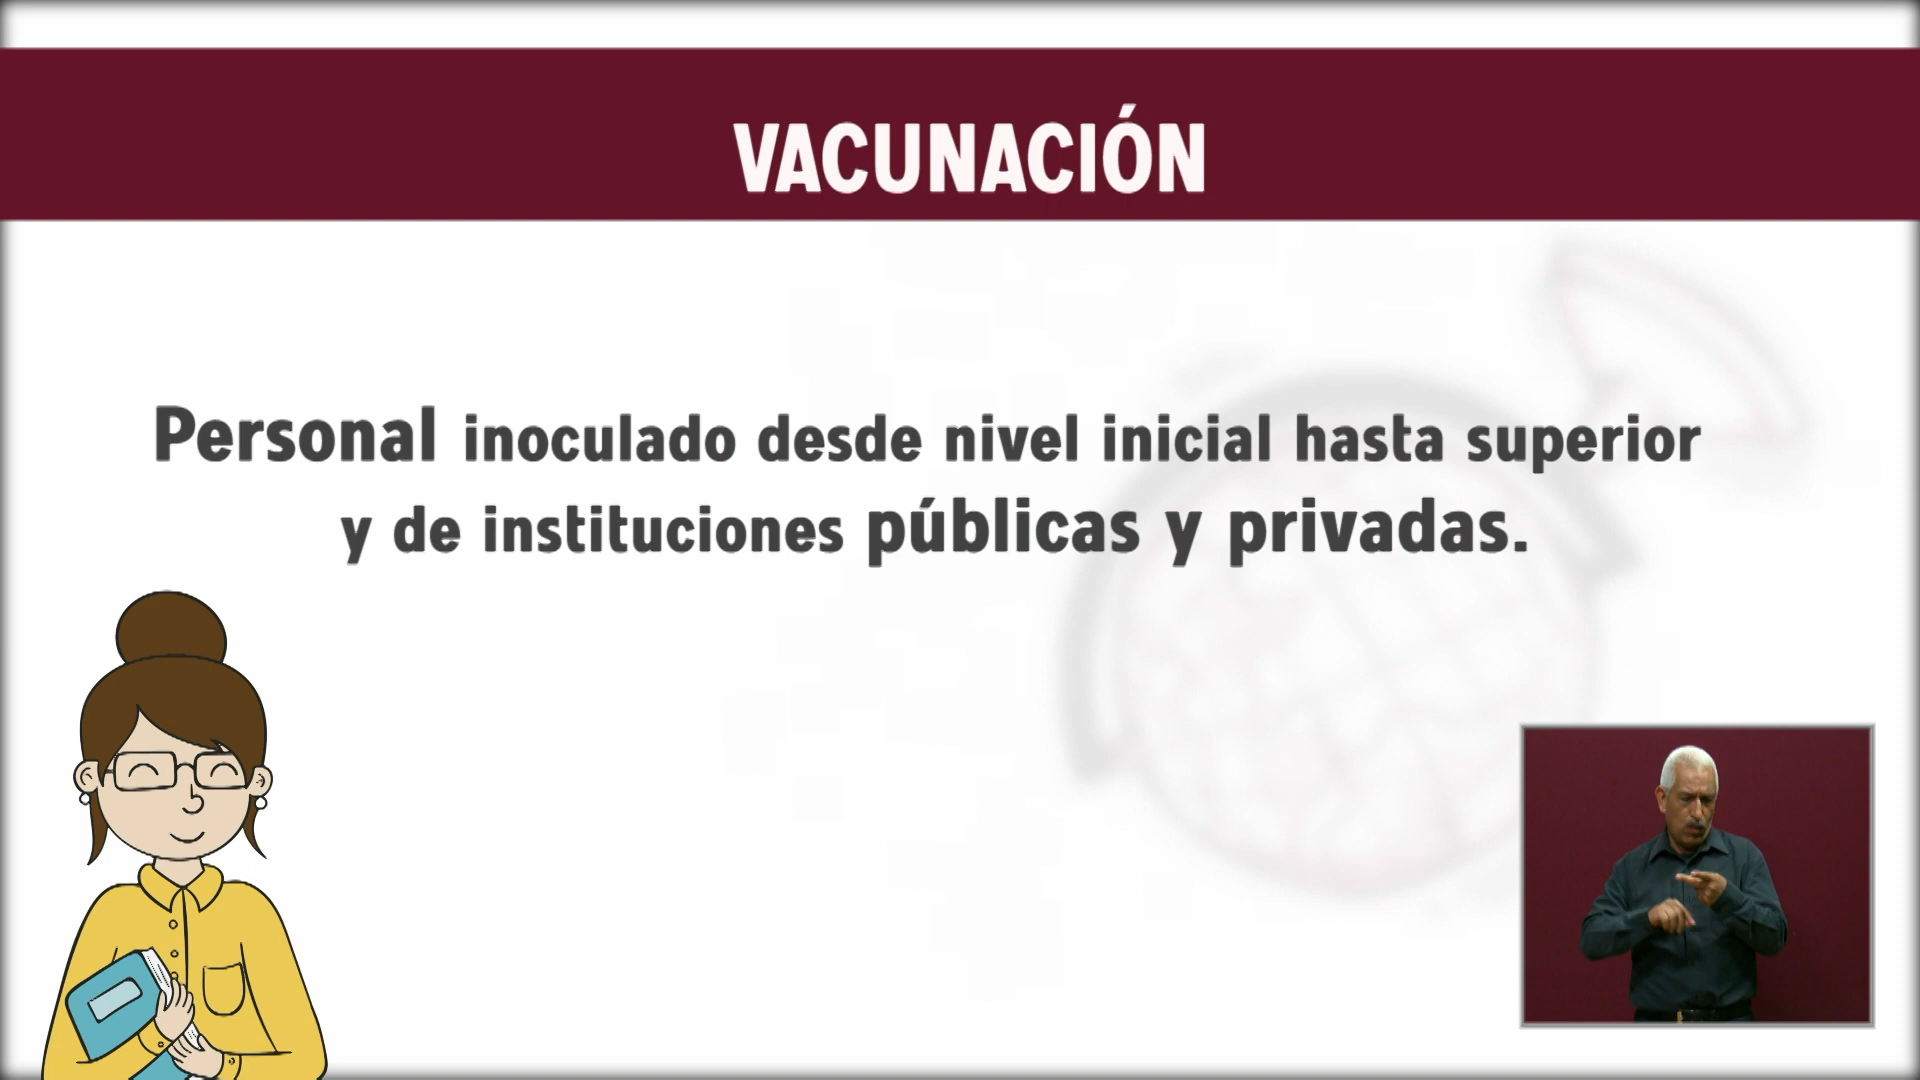 VACUNACIÓN
Personal inoculado desde nivel inicial hasta superior
y de instituciones públicas y privadas.